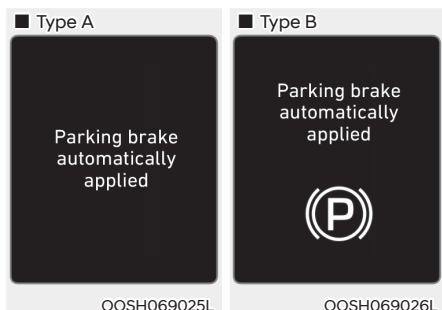 ■ Type A
Parking brake
automatically
applied
OOSH069025L
■ Type B
Parking brake
automatically
applied
P
OOSH069026L